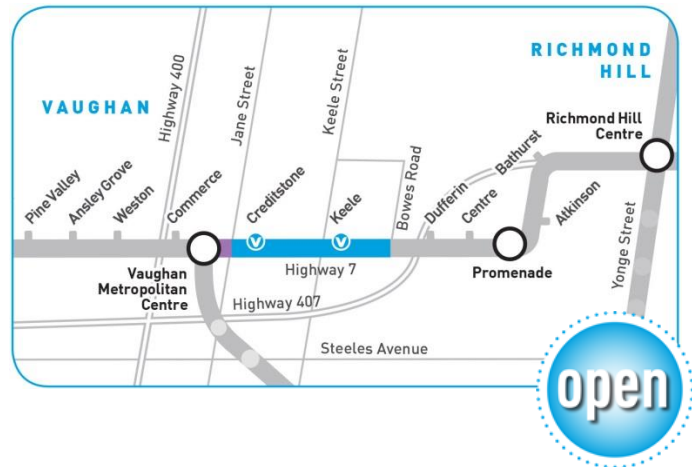 RICHMOND
HILL
VAUGHAN
Highway 400
Jane Street
Keele Street
Richmond Hill
Centre
Pine Valley
Ansley Grove
Weston
Commerce
Creditstone
Keele
Bowes Road
Dufferin
Centre
Bathurst
Atkinson
Yonge Street
V
V
Highway 7
Promenade
Vaughan
Metropolitan
Centre
Highway 407
Steeles Avenue
open